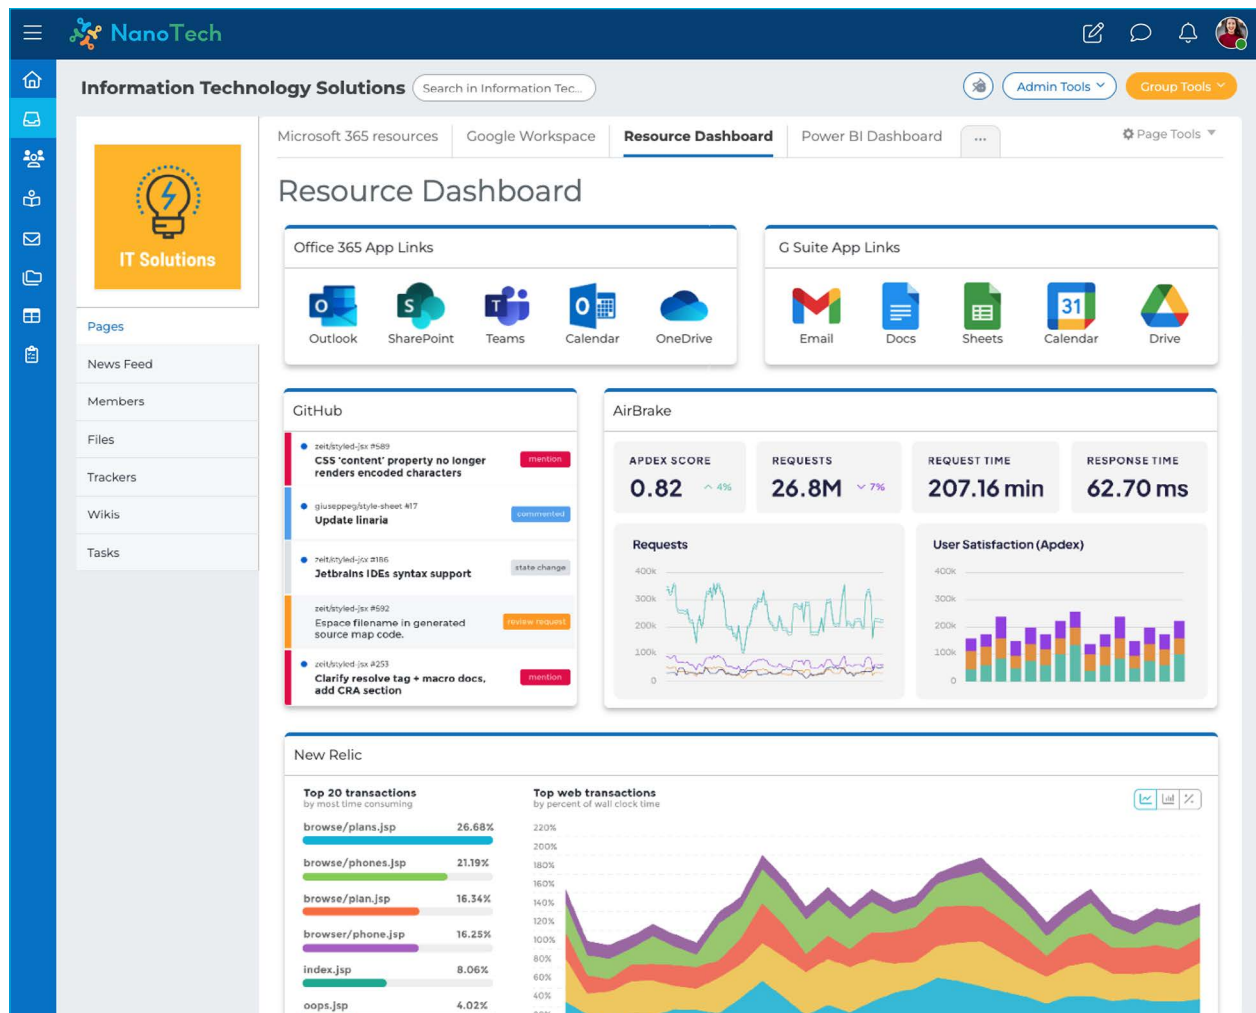 NanoTech
Information Technology Solutions
Search in Information Tec...
Admin Tools
Group Tools
IT Solutions
Pages
News Feed
Members
Files
Trackers
Wikis
Tasks
Microsoft 365 resources
Google Workspace
Resource Dashboard
Power BI Dashboard
...
Page Tools
Resource Dashboard
Office 365 App Links
Outlook
SharePoint
Teams
Calendar
OneDrive
G Suite App Links
Email
Docs
Sheets
31
Calendar
Drive
GitHub
zeit/styled-jsx #589
CSS 'content' property no longer
renders encoded characters
mention
giuseppeg/style-sheet #17
Update linaria
commented
zeit/styled-jsx #186
Jetbrains IDEs syntax support
state change
zeit/styled-jsx #592
Espace filename in generated
source map code.
review request
zeit/styled-jsx #253
Clarify resolve tag + macro docs,
add CRA section
mention
AirBrake
APDEX SCORE
0.82
4%
REQUESTS
26.8M
7%
REQUEST TIME
207.16 min
RESPONSE TIME
62.70 ms
Requests
400k
300k
200k
100k
0
User Satisfaction (Apdex)
400k
300k
200k
100k
0
New Relic
Top 20 transactions
by most time consuming
browse/plans.jsp 26.68%
browse/phones.jsp 21.19%
browse/plan.jsp 16.34%
browser/phone.jsp 16.25%
index.jsp 8.06%
oops.jsp 4.02%
Top web transactions
by percent of wall clock time
220%
200%
180%
160%
140%
120%
100%
80%
60%
40%